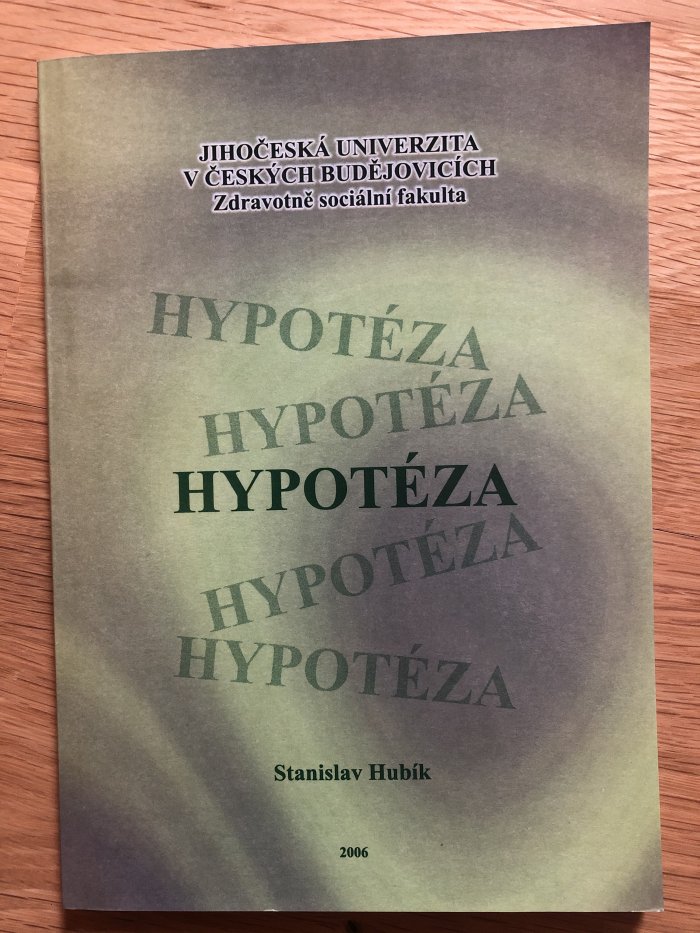 JIHOČESKÁ UNIVERZITA
V ČESKÝCH BUDĚJOVICÍCH
Zdravotně sociální fakulta
HYPOTÉZA
HYPOTÉZA
HYPOTÉZA
HYPOTÉZA
HYPOTÉZA
Stanislav Hubík
2006